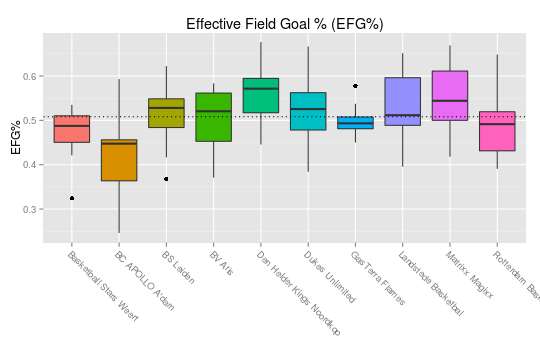 Effective Field Goal % (EFG%)
EFG%
0.6
0.5
0.4
0.3
Basketball Stars Weert
BC APOLLO A'dam
BS Leiden
BV Aris
Den Helder Kings Noordkop
Dukes Unlimited
GasTerra Flames
Landstede Basketbal
Matrixx Magixx
Rotterdam Bas